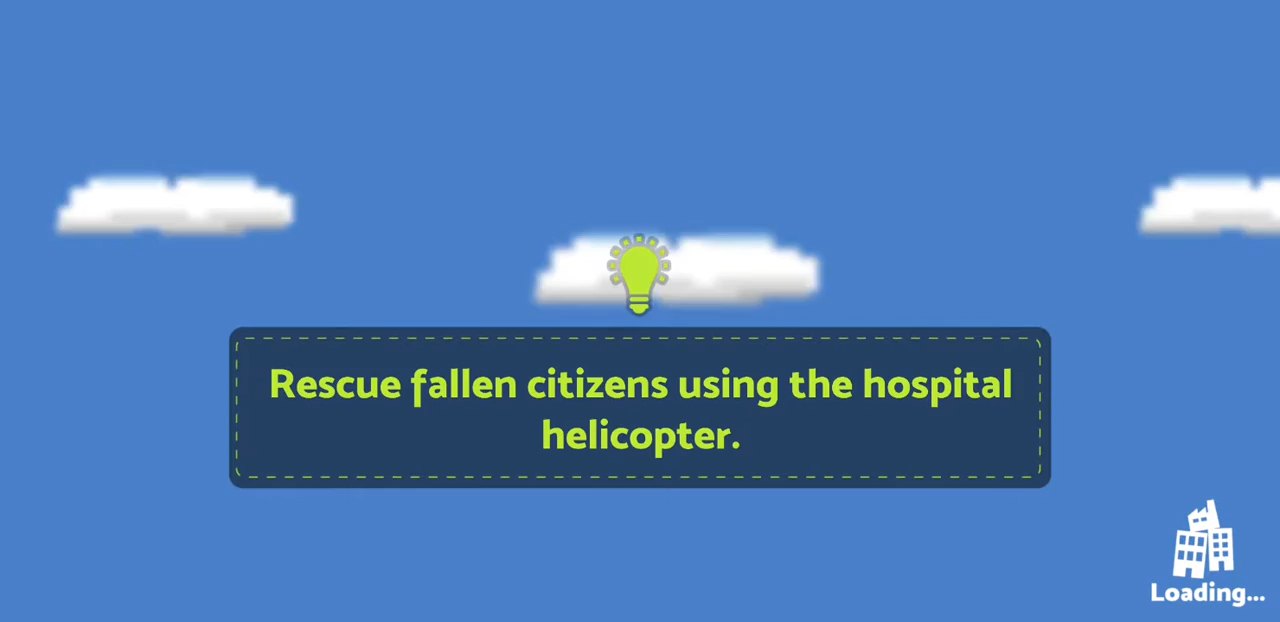 Rescue fallen citizens using the hospital
helicopter.
Loading...